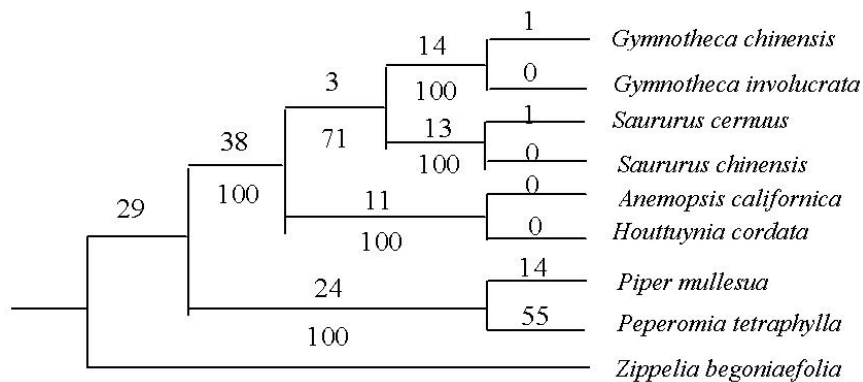 1
14
Gymnotheca chinensis
3
0
100
Gymnotheca involucrata
38
71
13
1
Saururus cernuus
100
0
Saururus chinensis
29
100
11
0
Anemopsis californica
100
0
Houttuynia cordata
24
14
Piper mullesua
100
55
Peperomia tetraphylla
Zippelia begoniaefolia